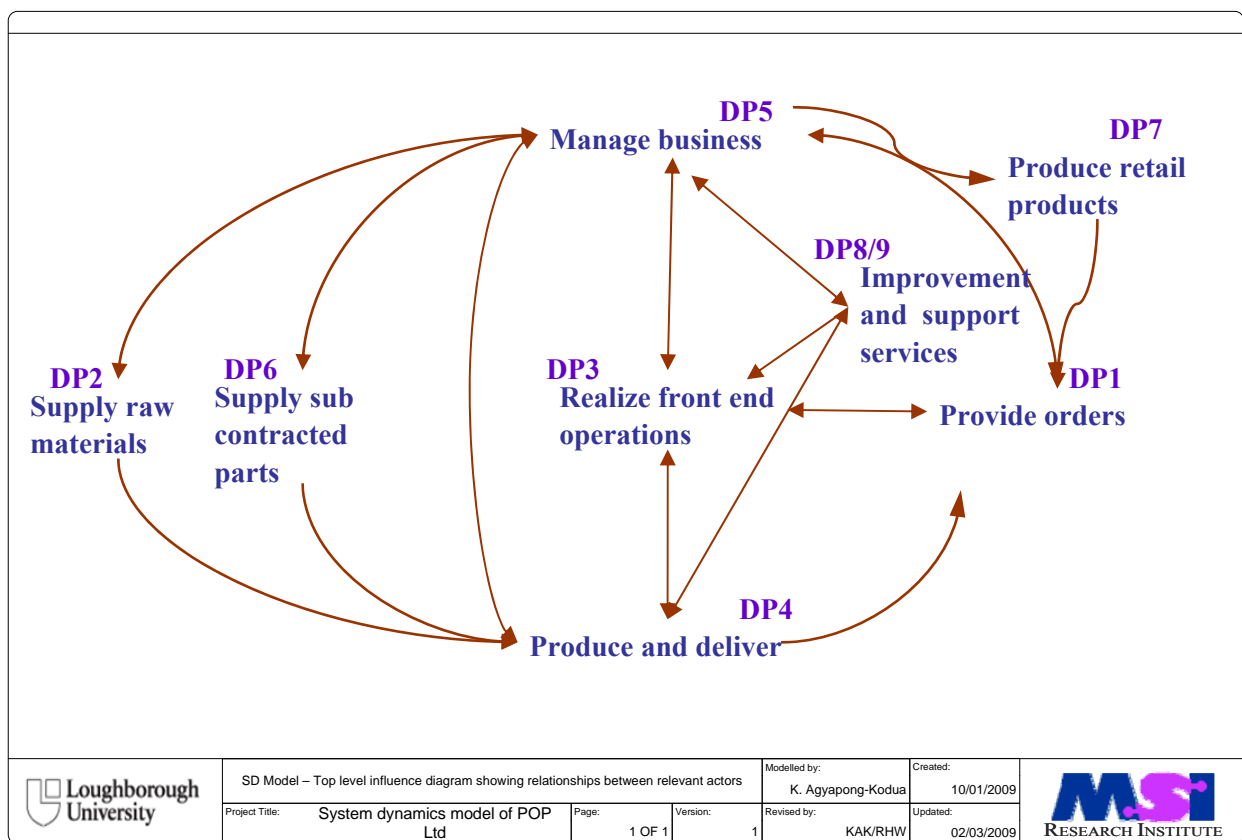 DP5
Manage business
DP7
Produce retail
products
DP8/9
Improvement
and support
services
DP2
Supply raw
materials
DP6
Supply sub
contracted
parts
DP3
Realize front end
operations
DP1
Provide orders
DP4
Produce and deliver
Loughborough
University
SD Model – Top level influence diagram showing relationships between relevant actors
Modelled by:
K. Agyapong-Kodua
Created:
10/01/2009
Project Title:
System dynamics model of POP
Ltd
Page:
1 OF 1
Version:
1
Revised by:
KAK/RHW
Updated:
02/03/2009
MSI
RESEARCH INSTITUTE